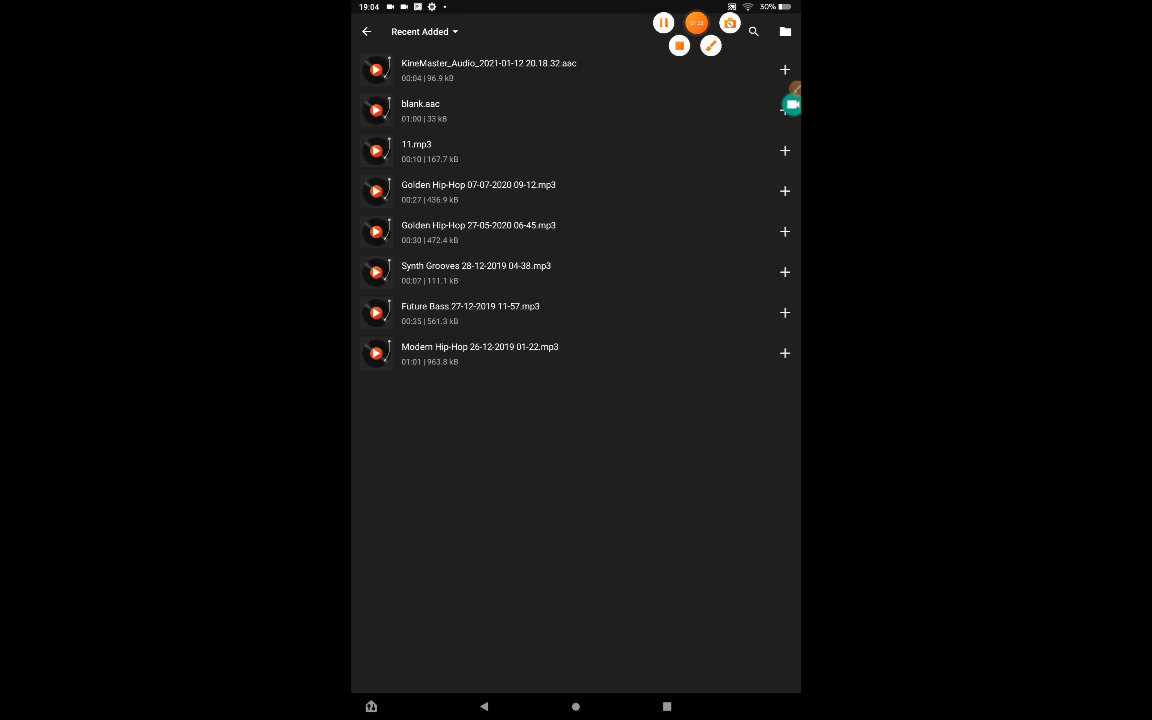 19:04
30%
Recent Added
KineMaster_Audio_2021-01-12 20.18.32.aac
00:04 | 96.9 kB
blank.aac
01:00 | 33 kB
11.mp3
00:10 | 167.7 kB
Golden Hip-Hop 07-07-2020 09-12.mp3
00:27 | 436.9 kB
Golden Hip-Hop 27-05-2020 06-45.mp3
00:30 | 472.4 kB
Synth Grooves 28-12-2019 04-38.mp3
00:07 | 111.1 kB
Future Bass 27-12-2019 11-57.mp3
00:35 | 561.3 kB
Modern Hip-Hop 26-12-2019 01-22.mp3
01:01 | 963.8 kB